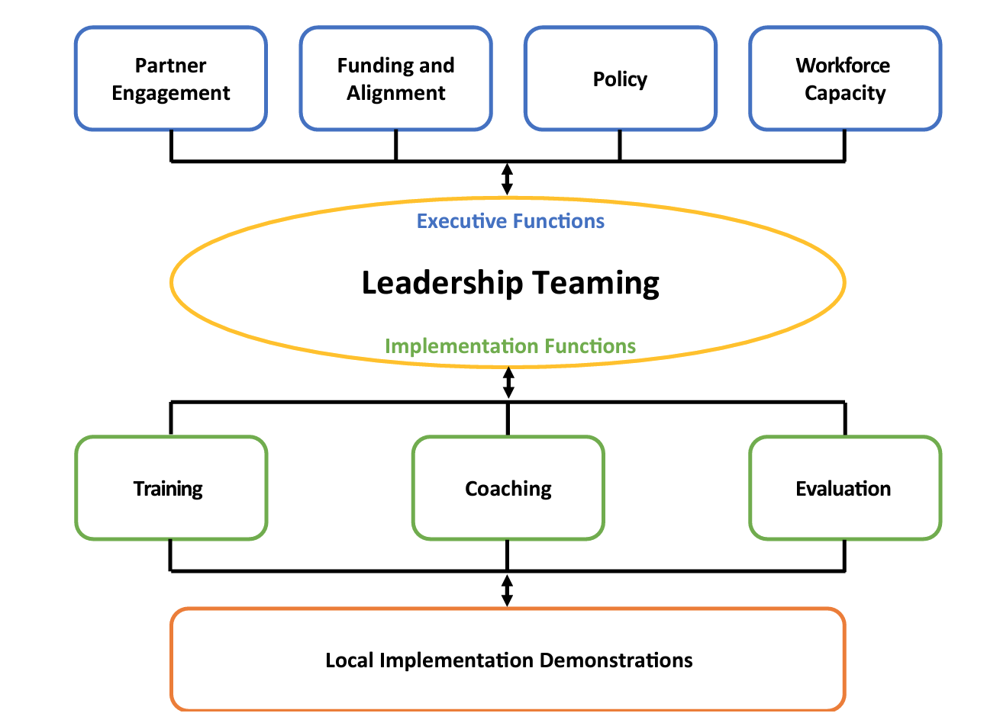 Partner
Engagement
Funding and
Alignment
Policy
Workforce
Capacity
Executive Functions
Leadership Teaming
Implementation Functions
Training
Coaching
Evaluation
Local Implementation Demonstrations